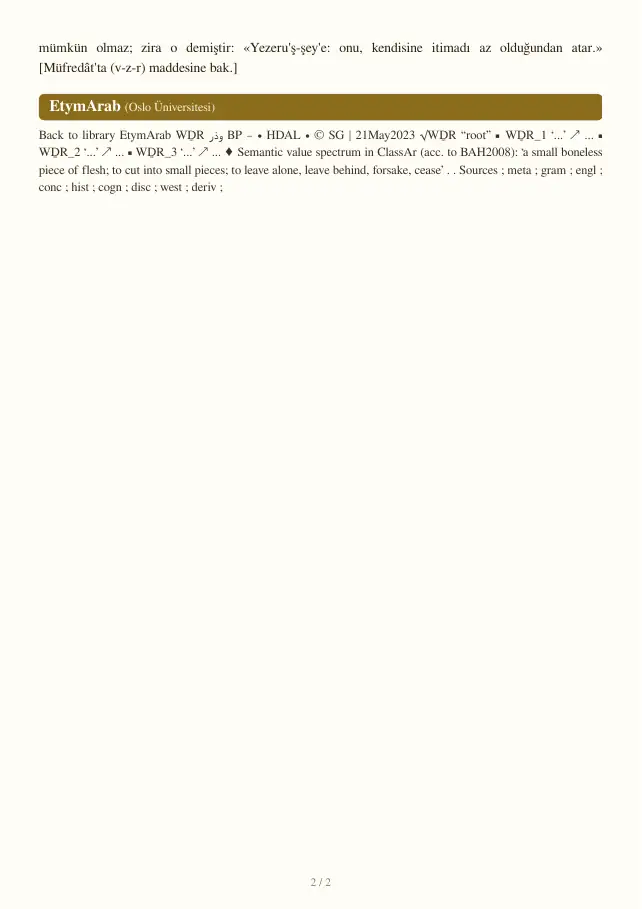 mümkün olmaz; zira o demiştir: «Yezeru'ş-şey'e: onu, kendisine itimadı az olduğundan atar.»
[Müfredât'ta (v-z-r) maddesine bak.]
EtymArab (Oslo Üniversitesi)
Back to library EtymArab WḎR وذر BP – • HDAL • © SG | 21May2023 √WḎR “root” ▪ WḎR_1 ‘...’ ↗ ... ▪
WḎR_2 ‘...’ ↗ ... ▪ WḎR_3 ‘...’ ↗ ... ♦ Semantic value spectrum in ClassAr (acc. to BAH2008): ‘a small boneless
piece of flesh; to cut into small pieces; to leave alone, leave behind, forsake, cease’ . . Sources ; meta ; gram ; engl ;
conc ; hist ; cogn ; disc ; west ; deriv ;
2 / 2